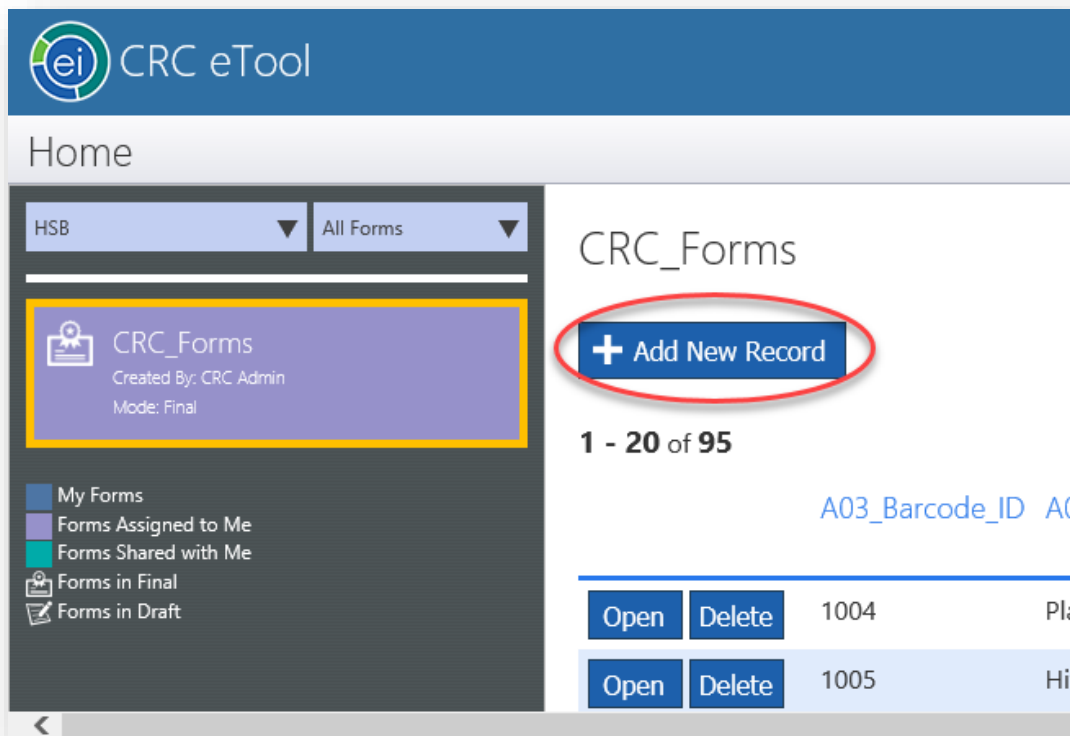 ei CRC eTool
Home
HSB All Forms
CRC_Forms
Created By: CRC Admin
Mode: Final
My Forms
Forms Assigned to Me
Forms Shared with Me
Forms in Final
Forms in Draft
CRC_Forms
+ Add New Record
1 - 20 of 95
A03_Barcode_ID
Open Delete 1004
Open Delete 1005